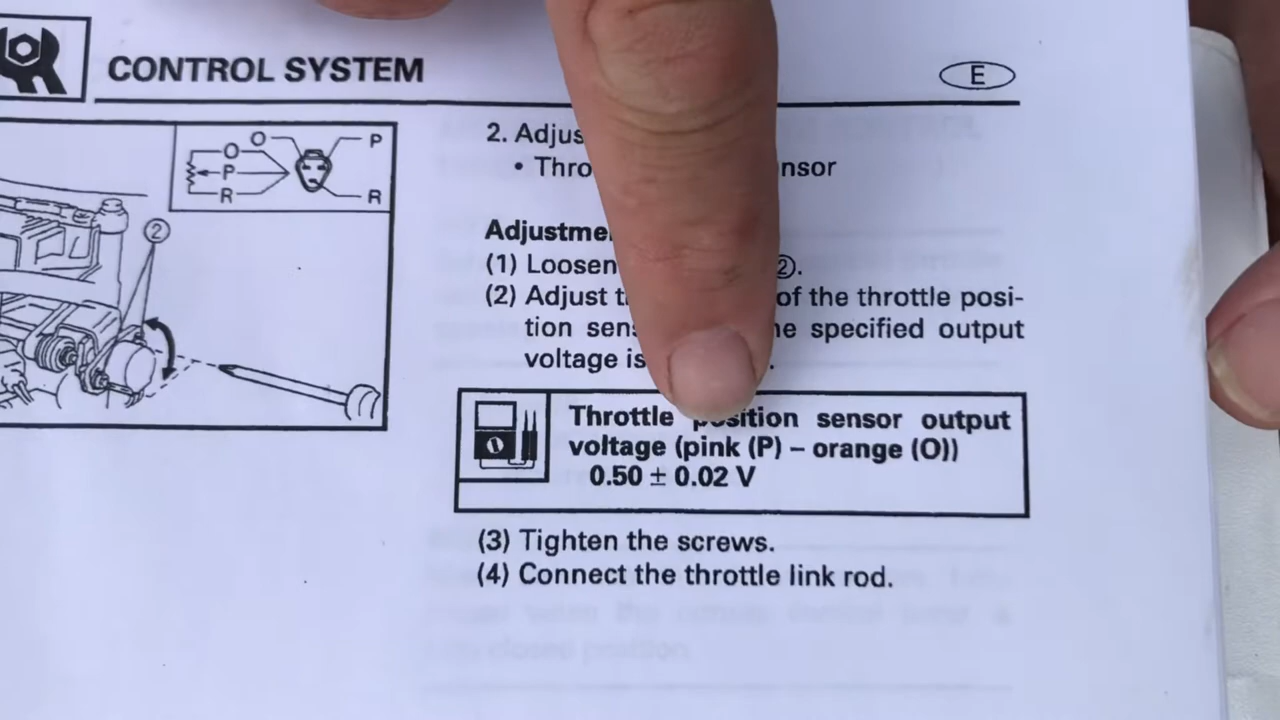 CONTROL SYSTEM
E
O P
O
P
R R
2
2. Adjus
• Thro nsor
Adjustme
(1) Loosen ②.
(2) Adjust t of the throttle posi-
tion sens e specified output
voltage is .
Throttle position sensor output
voltage (pink (P) – orange (O))
0.50 ± 0.02 V
(3) Tighten the screws.
(4) Connect the throttle link rod.